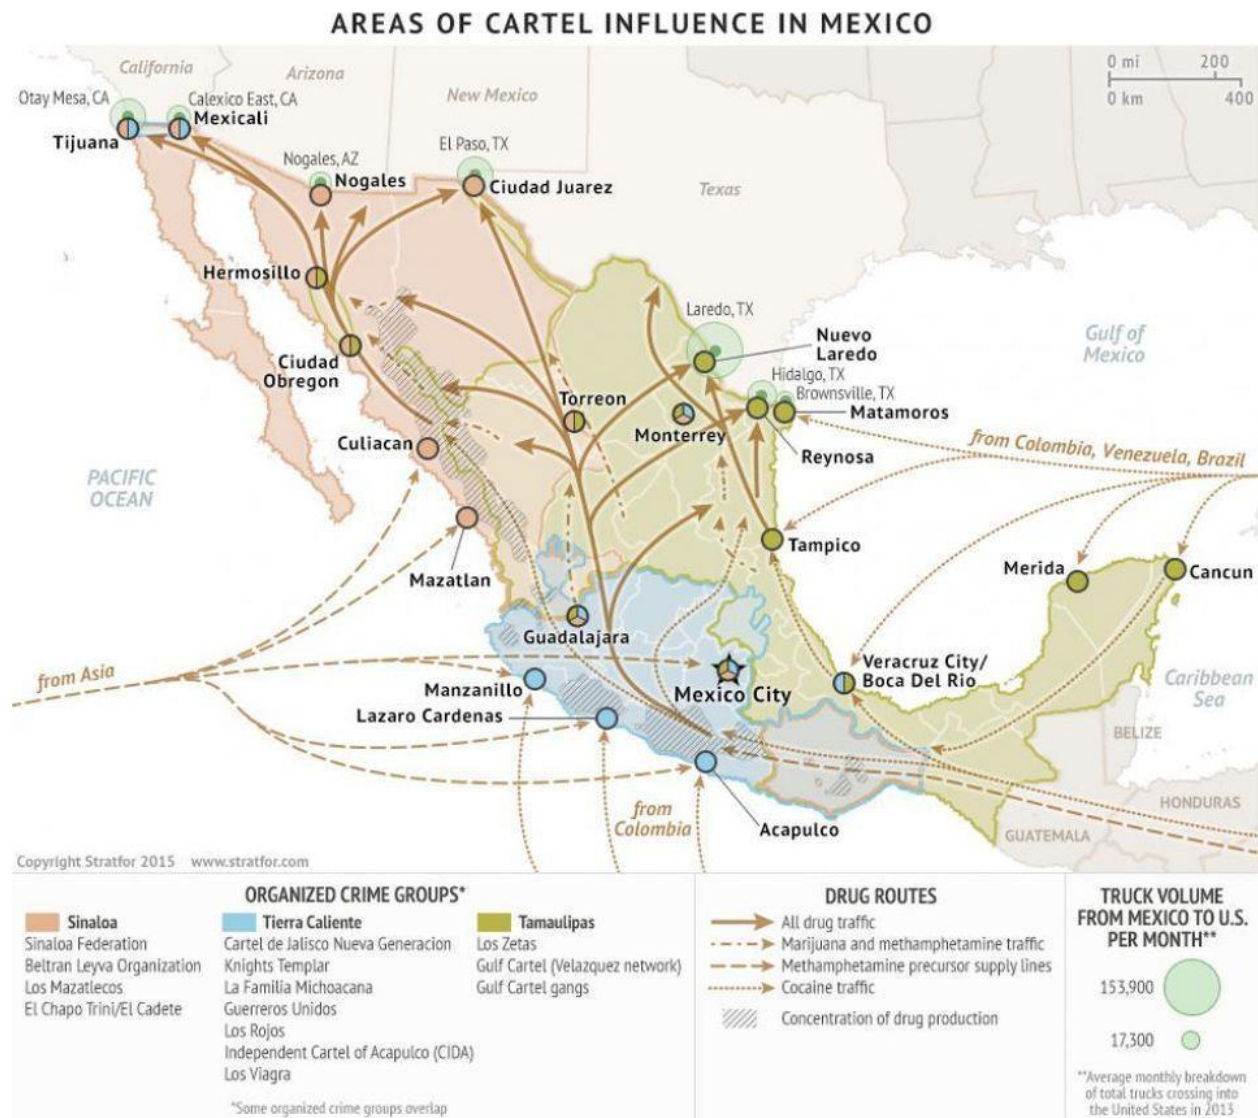 AREAS OF CARTEL INFLUENCE IN MEXICO
California
Arizona
New Mexico
Texas
0 mi 200
0 km 400
Otay Mesa, CA
Calexico East, CA
Mexicali
Tijuana
Nogales, AZ
Nogales
El Paso, TX
Ciudad Juarez
Hermosillo
Laredo, TX
Nuevo
Laredo
Gulf of
Mexico
Ciudad
Obregon
Hidalgo, TX
Brownsville, TX
Torreon
Matamoros
Monterrey
Culiacan
Reynosa
from Colombia, Venezuela, Brazil
PACIFIC
OCEAN
Tampico
Mazatlan
Merida
Cancun
Guadalajara
from Asia
Manzanillo
Mexico City
Veracruz City/
Boca Del Rio
Caribbean
Sea
Lazaro Cardenas
BELIZE
from
Colombia
Acapulco
HONDURAS
GUATEMALA
Copyright Stratfor 2015 www.stratfor.com
ORGANIZED CRIME GROUPS*
Sinaloa
Sinaloa Federation
Beltran Leyva Organization
Los Mazatlecos
El Chapo Trini/El Cadete
Tierra Caliente
Cartel de Jalisco Nueva Generacion
Knights Templar
La Familia Michoacana
Guerreros Unidos
Los Rojos
Independent Cartel of Acapulco (CIDA)
Los Viagra
Tamaulipas
Los Zetas
Gulf Cartel (Velazquez network)
Gulf Cartel gangs
*Some organized crime groups overlap
DRUG ROUTES
All drug traffic
Marijuana and methamphetamine traffic
Methamphetamine precursor supply lines
Cocaine traffic
Concentration of drug production
TRUCK VOLUME
FROM MEXICO TO U.S.
PER MONTH**
153,900
17,300
**Average monthly breakdown
of total trucks crossing into
the United States in 2013